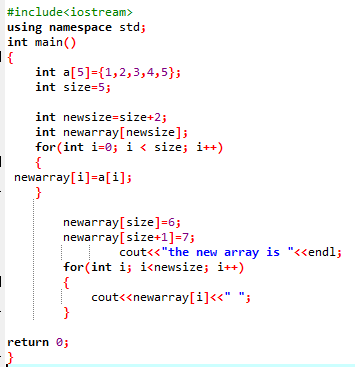 #include<iostream>
using namespace std;
int main()
{
    int a[5]={1,2,3,4,5};
    int size=5;

    int newsize=size+2;
    int newarray[newsize];
    for(int i=0; i < size; i++)
    {
 newarray[i]=a[i];
    }

        newarray[size]=6;
        newarray[size+1]=7;
                cout<<"the new array is "<<endl;
        for(int i; i<newsize; i++)
        {
            cout<<newarray[i]<<" ";
        }

return 0;
}